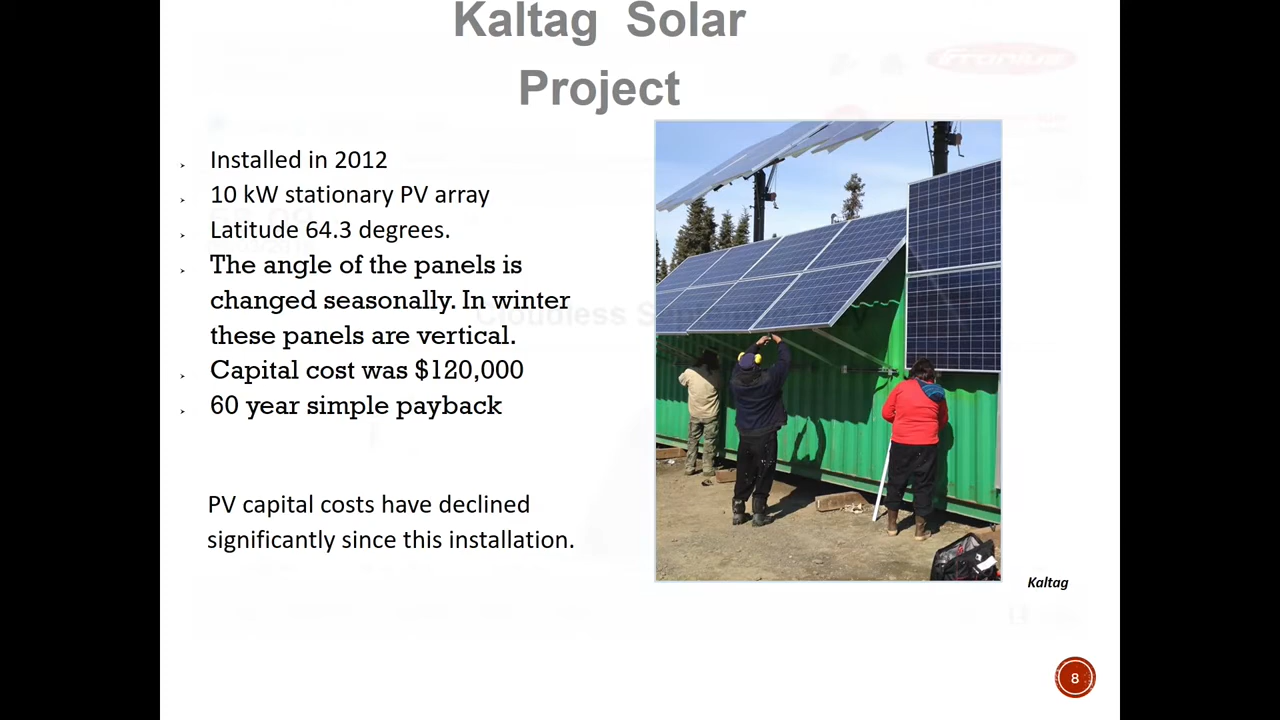 Kaltag Solar
Project
fronius
Installed in 2012
10 kW stationary PV array
Latitude 64.3 degrees.
The angle of the panels is
changed seasonally. In winter
these panels are vertical.
Cloudless S
Capital cost was $120,000
60 year simple payback
PV capital costs have declined
significantly since this installation.
Kaltag
8